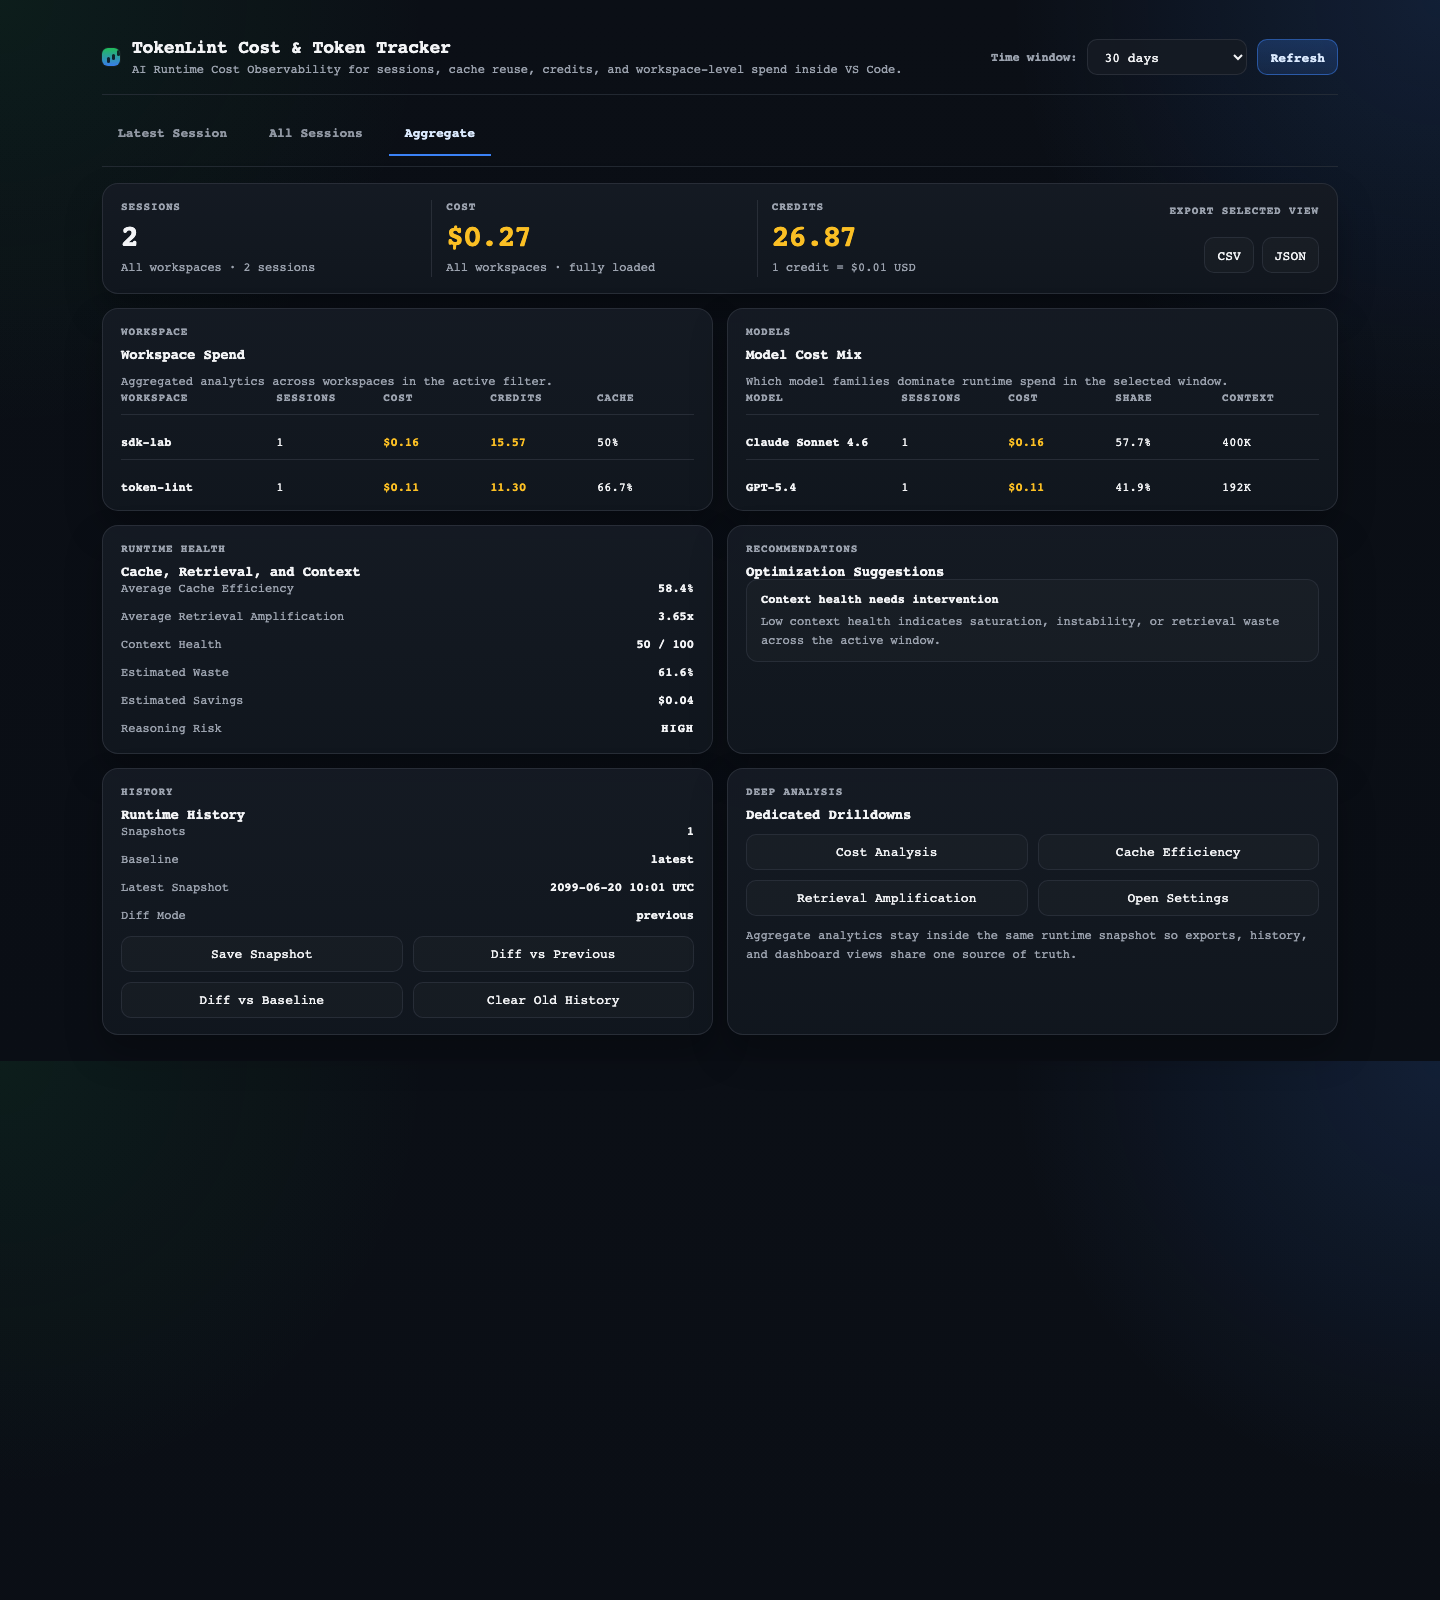 TokenLint Cost & Token Tracker
AI Runtime Cost Observability for sessions, cache reuse, credits, and workspace-level spend inside VS Code.
Time window: 30 days Refresh
Latest Session All Sessions Aggregate
SESSIONS
2
All workspaces · 2 sessions
COST
$0.27
All workspaces · fully loaded
CREDITS
26.87
1 credit = $0.01 USD
EXPORT SELECTED VIEW
CSV JSON
WORKSPACE
Workspace Spend
Aggregated analytics across workspaces in the active filter.
WORKSPACE SESSIONS COST CREDITS CACHE
sdk-lab 1 $0.16 15.57 50%
token-lint 1 $0.11 11.30 66.7%
MODELS
Model Cost Mix
Which model families dominate runtime spend in the selected window.
MODEL SESSIONS COST SHARE CONTEXT
Claude Sonnet 4.6 1 $0.16 57.7% 400K
GPT-5.4 1 $0.11 41.9% 192K
RUNTIME HEALTH
Cache, Retrieval, and Context
Average Cache Efficiency 58.4%
Average Retrieval Amplification 3.65x
Context Health 50 / 100
Estimated Waste 61.6%
Estimated Savings $0.04
Reasoning Risk HIGH
RECOMMENDATIONS
Optimization Suggestions
Context health needs intervention
Low context health indicates saturation, instability, or retrieval waste
across the active window.
HISTORY
Runtime History
Snapshots 1
Baseline latest
Latest Snapshot 2099-06-20 10:01 UTC
Diff Mode previous
Save Snapshot Diff vs Previous
Diff vs Baseline Clear Old History
DEEP ANALYSIS
Dedicated Drilldowns
Cost Analysis Cache Efficiency
Retrieval Amplification Open Settings
Aggregate analytics stay inside the same runtime snapshot so exports, history,
and dashboard views share one source of truth.